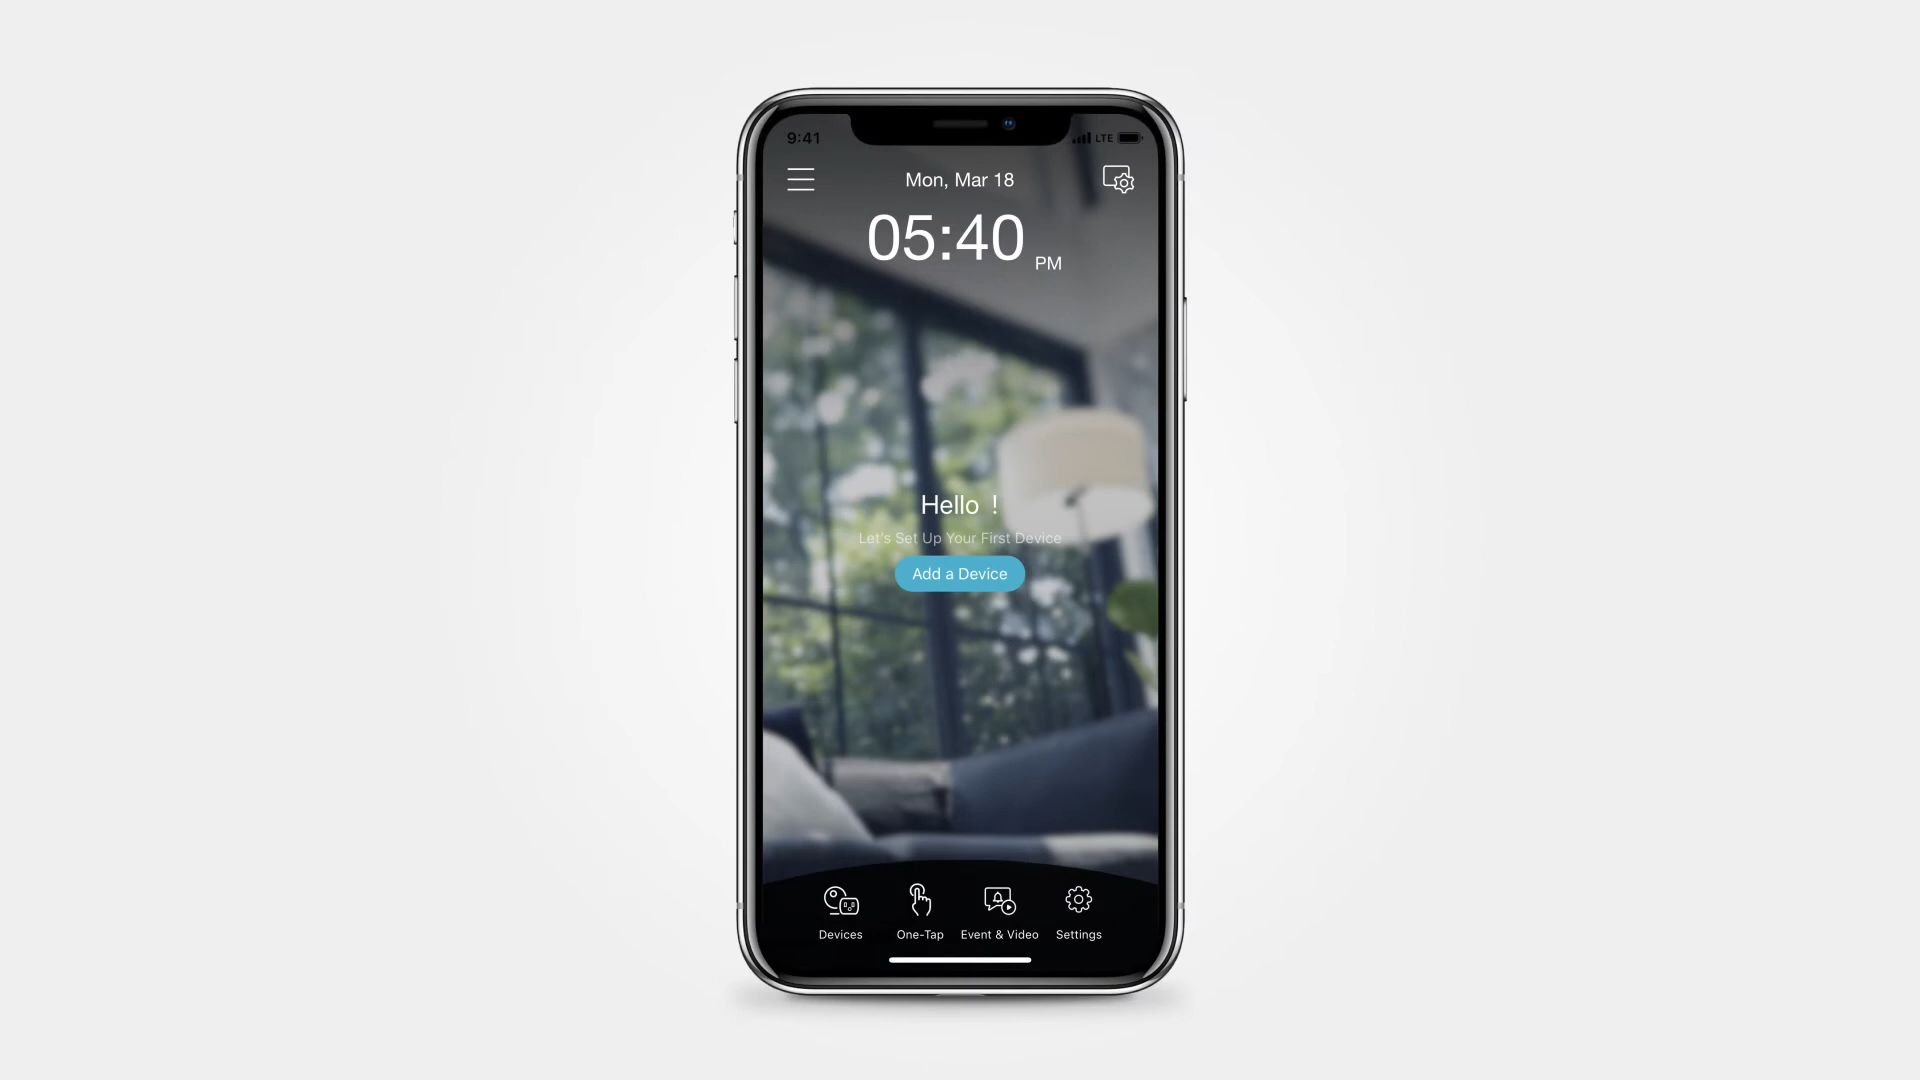 9:41
LTE
Mon, Mar 18
05:40 PM
Hello !
Let's Set Up Your First Device
Add a Device
Devices
One-Tap
Event & Video
Settings